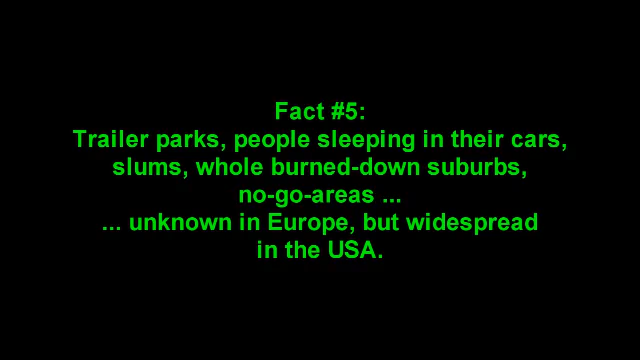 Fact #5:
Trailer parks, people sleeping in their cars,
slums, whole burned-down suburbs,
no-go-areas ...
... unknown in Europe, but widespread
in the USA.